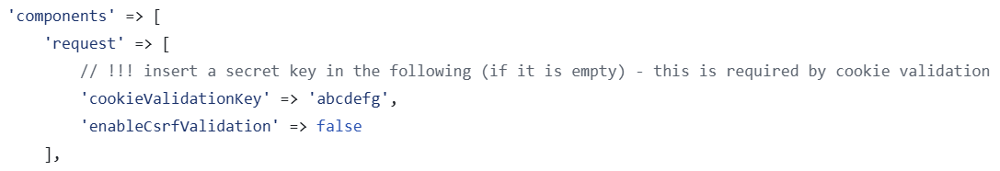 'components' => [
'request' => [
// !!! insert a secret key in the following (if it is empty) - this is required by cookie validation
'cookieValidationKey' => 'abcdefg',
'enableCsrfValidation' => false
],